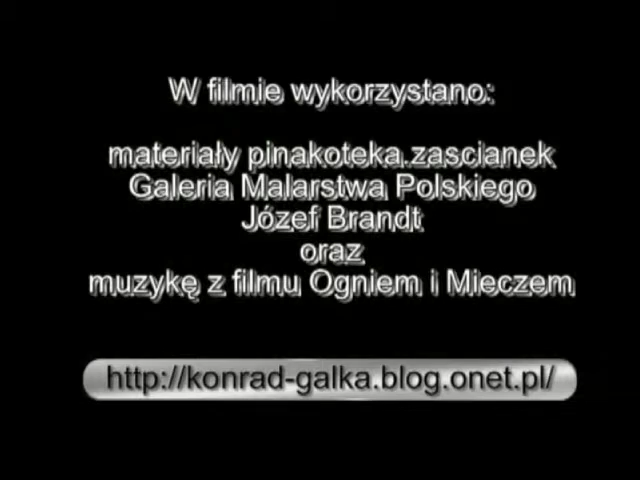 W filmie wykorzystano:
materiały pinakoteka.zascianek
Galeria Malarstwa Polskiego
Józef Brandt
oraz
muzykę z filmu Ogniem i Mieczem
http://konrad-galka.blog.onet.pl/